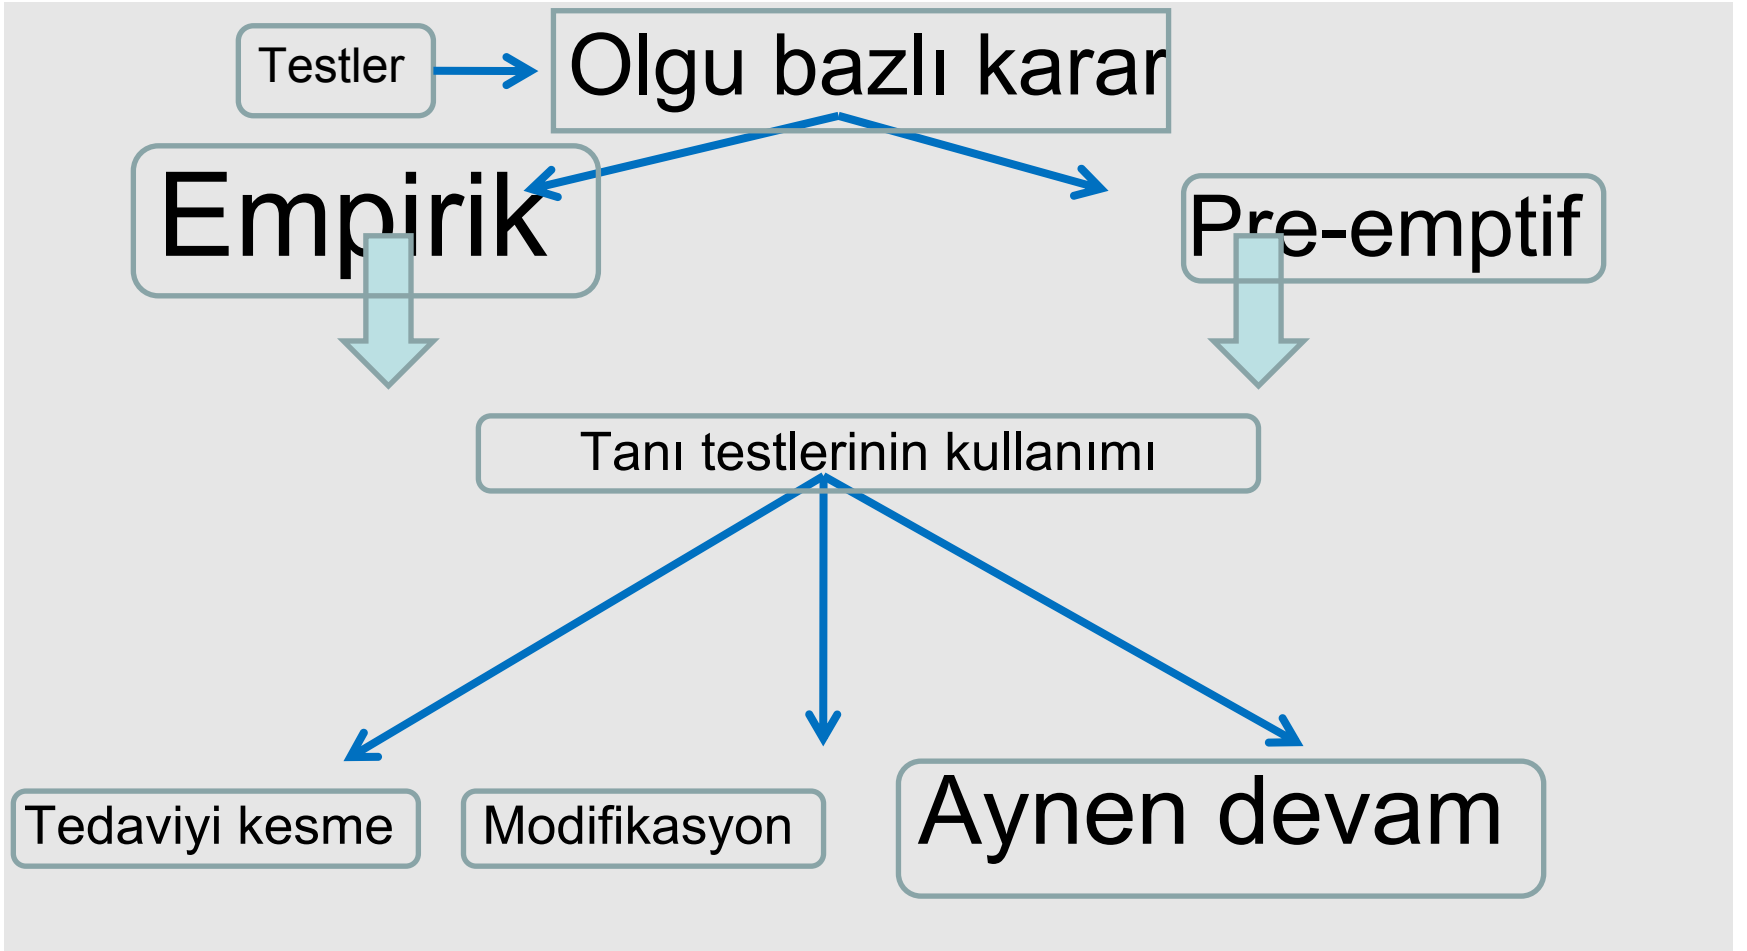 Testler
Olgu bazlı karar
Empirik
Pre-emptif
Tanı testlerinin kullanımı
Tedaviyi kesme
Modifikasyon
Aynen devam